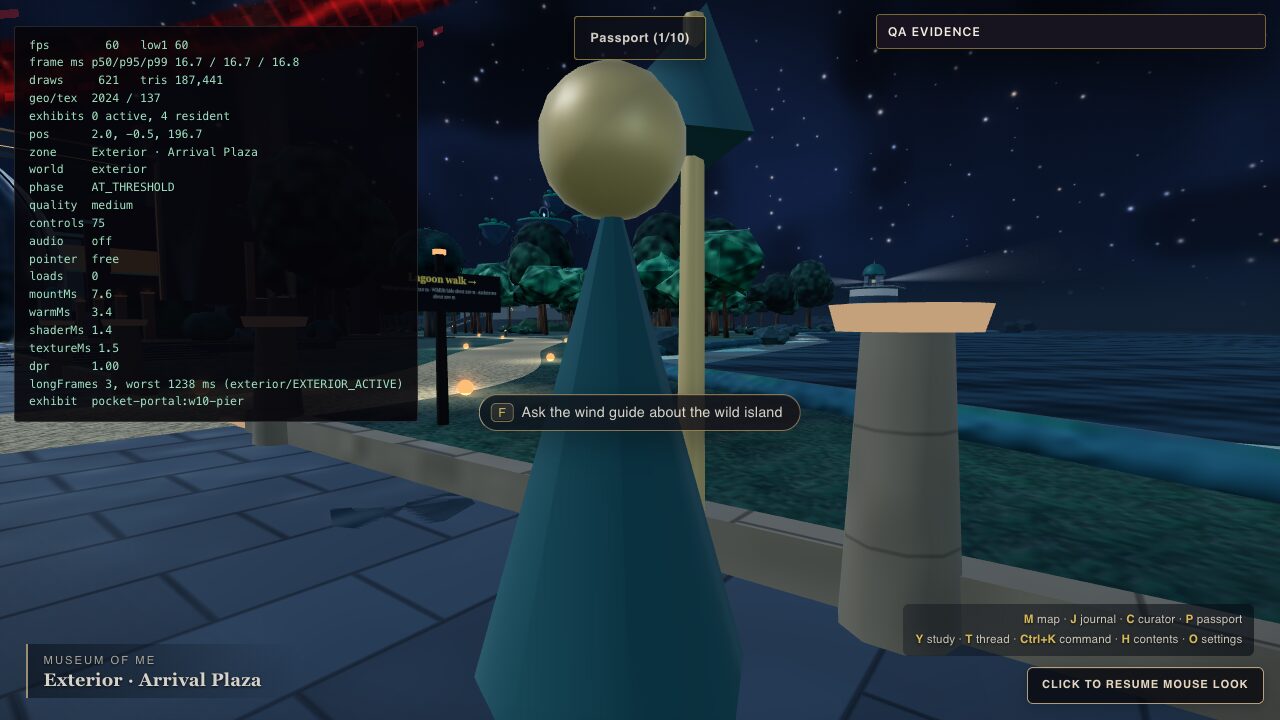 fps 60 low1 60
frame ms p50/p95/p99 16.7 / 16.7 / 16.8
draws 621 tris 187,441
geo/tex 2024 / 137
exhibits 0 active, 4 resident
pos 2.0, −0.5, 196.7
zone Exterior · Arrival Plaza
world exterior
phase AT_THRESHOLD
quality medium
controls 75
audio off
pointer free
loads 0
mountMs 7.6
warmMs 3.4
shaderMs 1.4
textureMs 1.5
dpr 1.00
longFrames 3, worst 1238 ms (exterior/EXTERIOR_ACTIVE)
exhibit pocket−portal:w10−pier
Passport (1/10)
QA EVIDENCE
agoon walk →
F Ask the wind guide about the wild island
M map · J journal · C curator · P passport
Y study · T thread · Ctrl+K command · H contents · O settings
MUSEUM OF ME
Exterior · Arrival Plaza
CLICK TO RESUME MOUSE LOOK